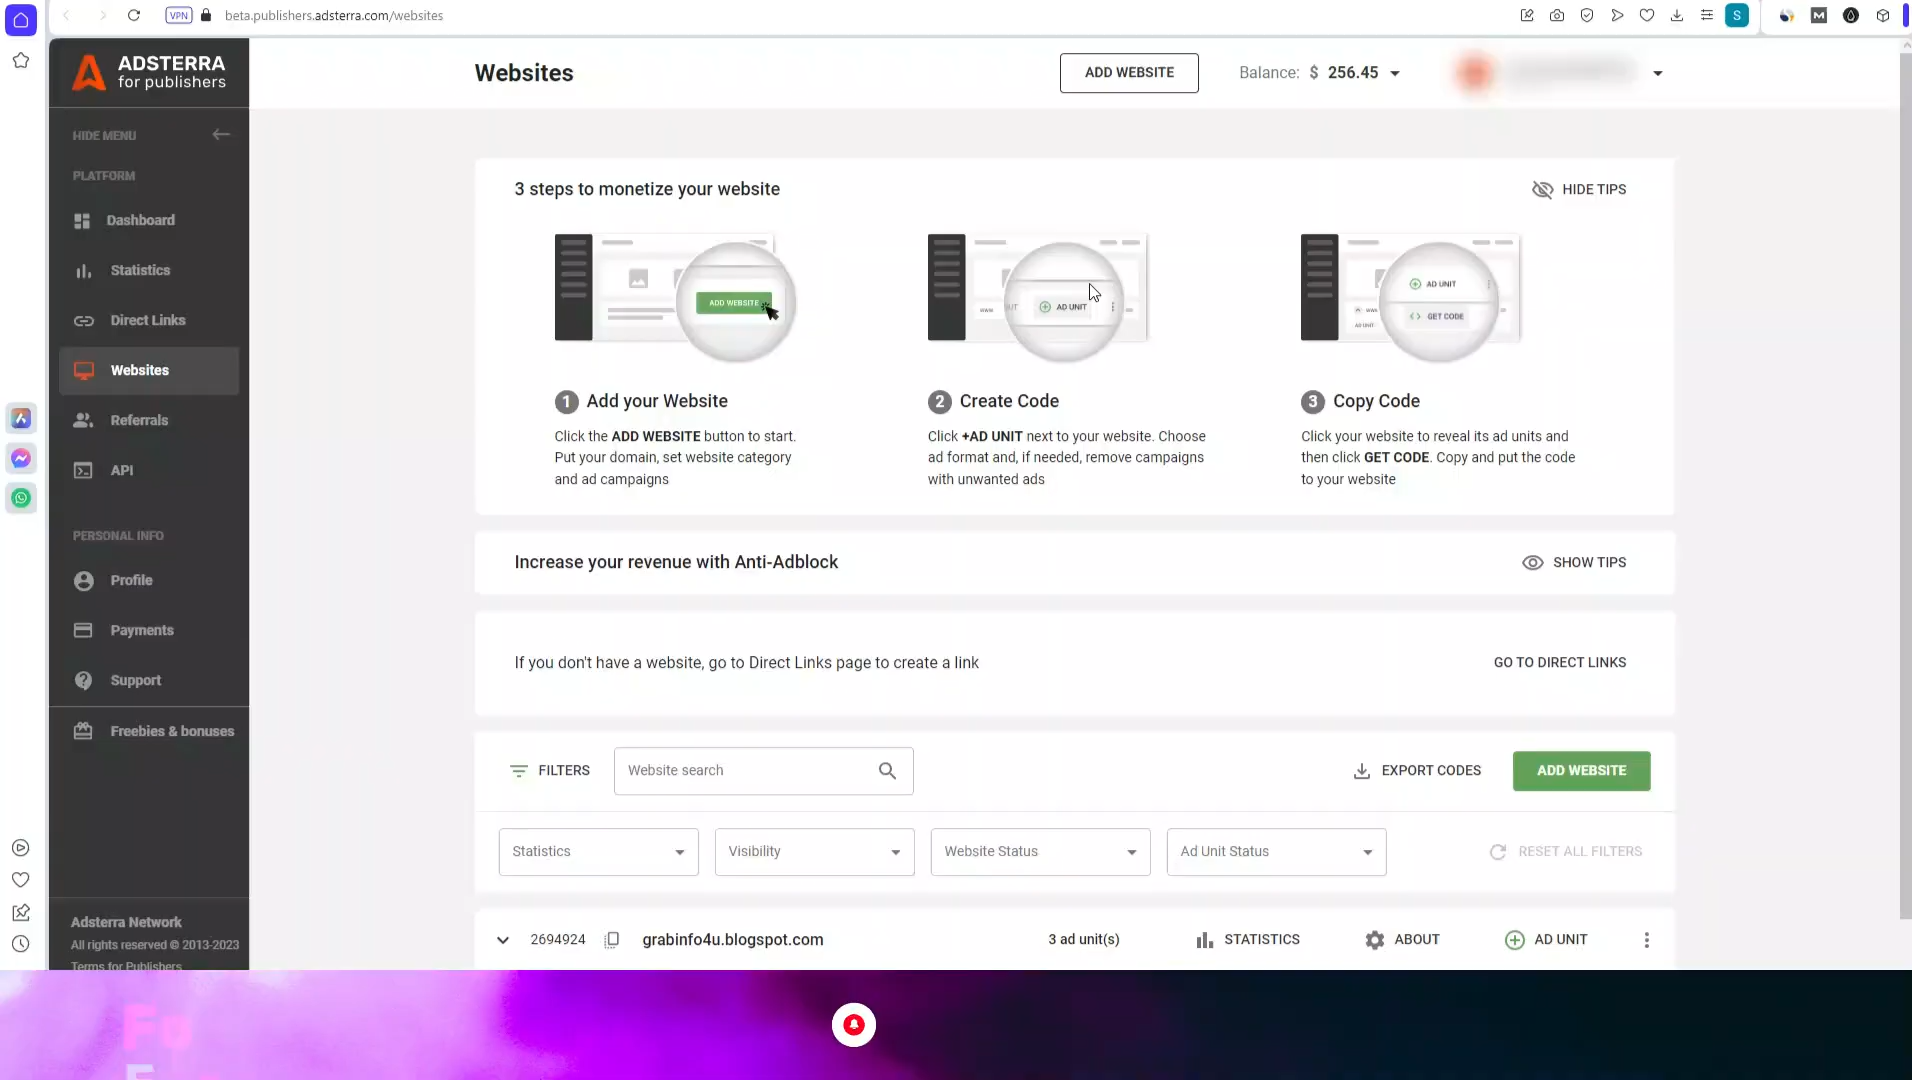 VPN
beta.publishers.adsterra.com/websites
S
M
ADSTERRA
for publishers
Websites
ADD WEBSITE
Balance: $ 256.45
HIDE MENU
PLATFORM
Dashboard
Statistics
Direct Links
Websites
Referrals
API
PERSONAL INFO
Profile
Payments
Support
Freebies & bonuses
Adsterra Network
All rights reserved © 2013-2023
Terms for Publishers
3 steps to monetize your website
HIDE TIPS
ADD WEBSITE
www
AD UNIT
AD UNIT
GET CODE
AD UNIT
1 Add your Website
Click the ADD WEBSITE button to start.
Put your domain, set website category
and ad campaigns
2 Create Code
Click +AD UNIT next to your website. Choose
ad format and, if needed, remove campaigns
with unwanted ads
3 Copy Code
Click your website to reveal its ad units and
then click GET CODE. Copy and put the code
to your website
Increase your revenue with Anti-Adblock
SHOW TIPS
If you don't have a website, go to Direct Links page to create a link
GO TO DIRECT LINKS
FILTERS
Website search
EXPORT CODES
ADD WEBSITE
Statistics
Visibility
Website Status
Ad Unit Status
RESET ALL FILTERS
2694924
grabinfo4u.blogspot.com
3 ad unit(s)
STATISTICS
ABOUT
AD UNIT
Fu